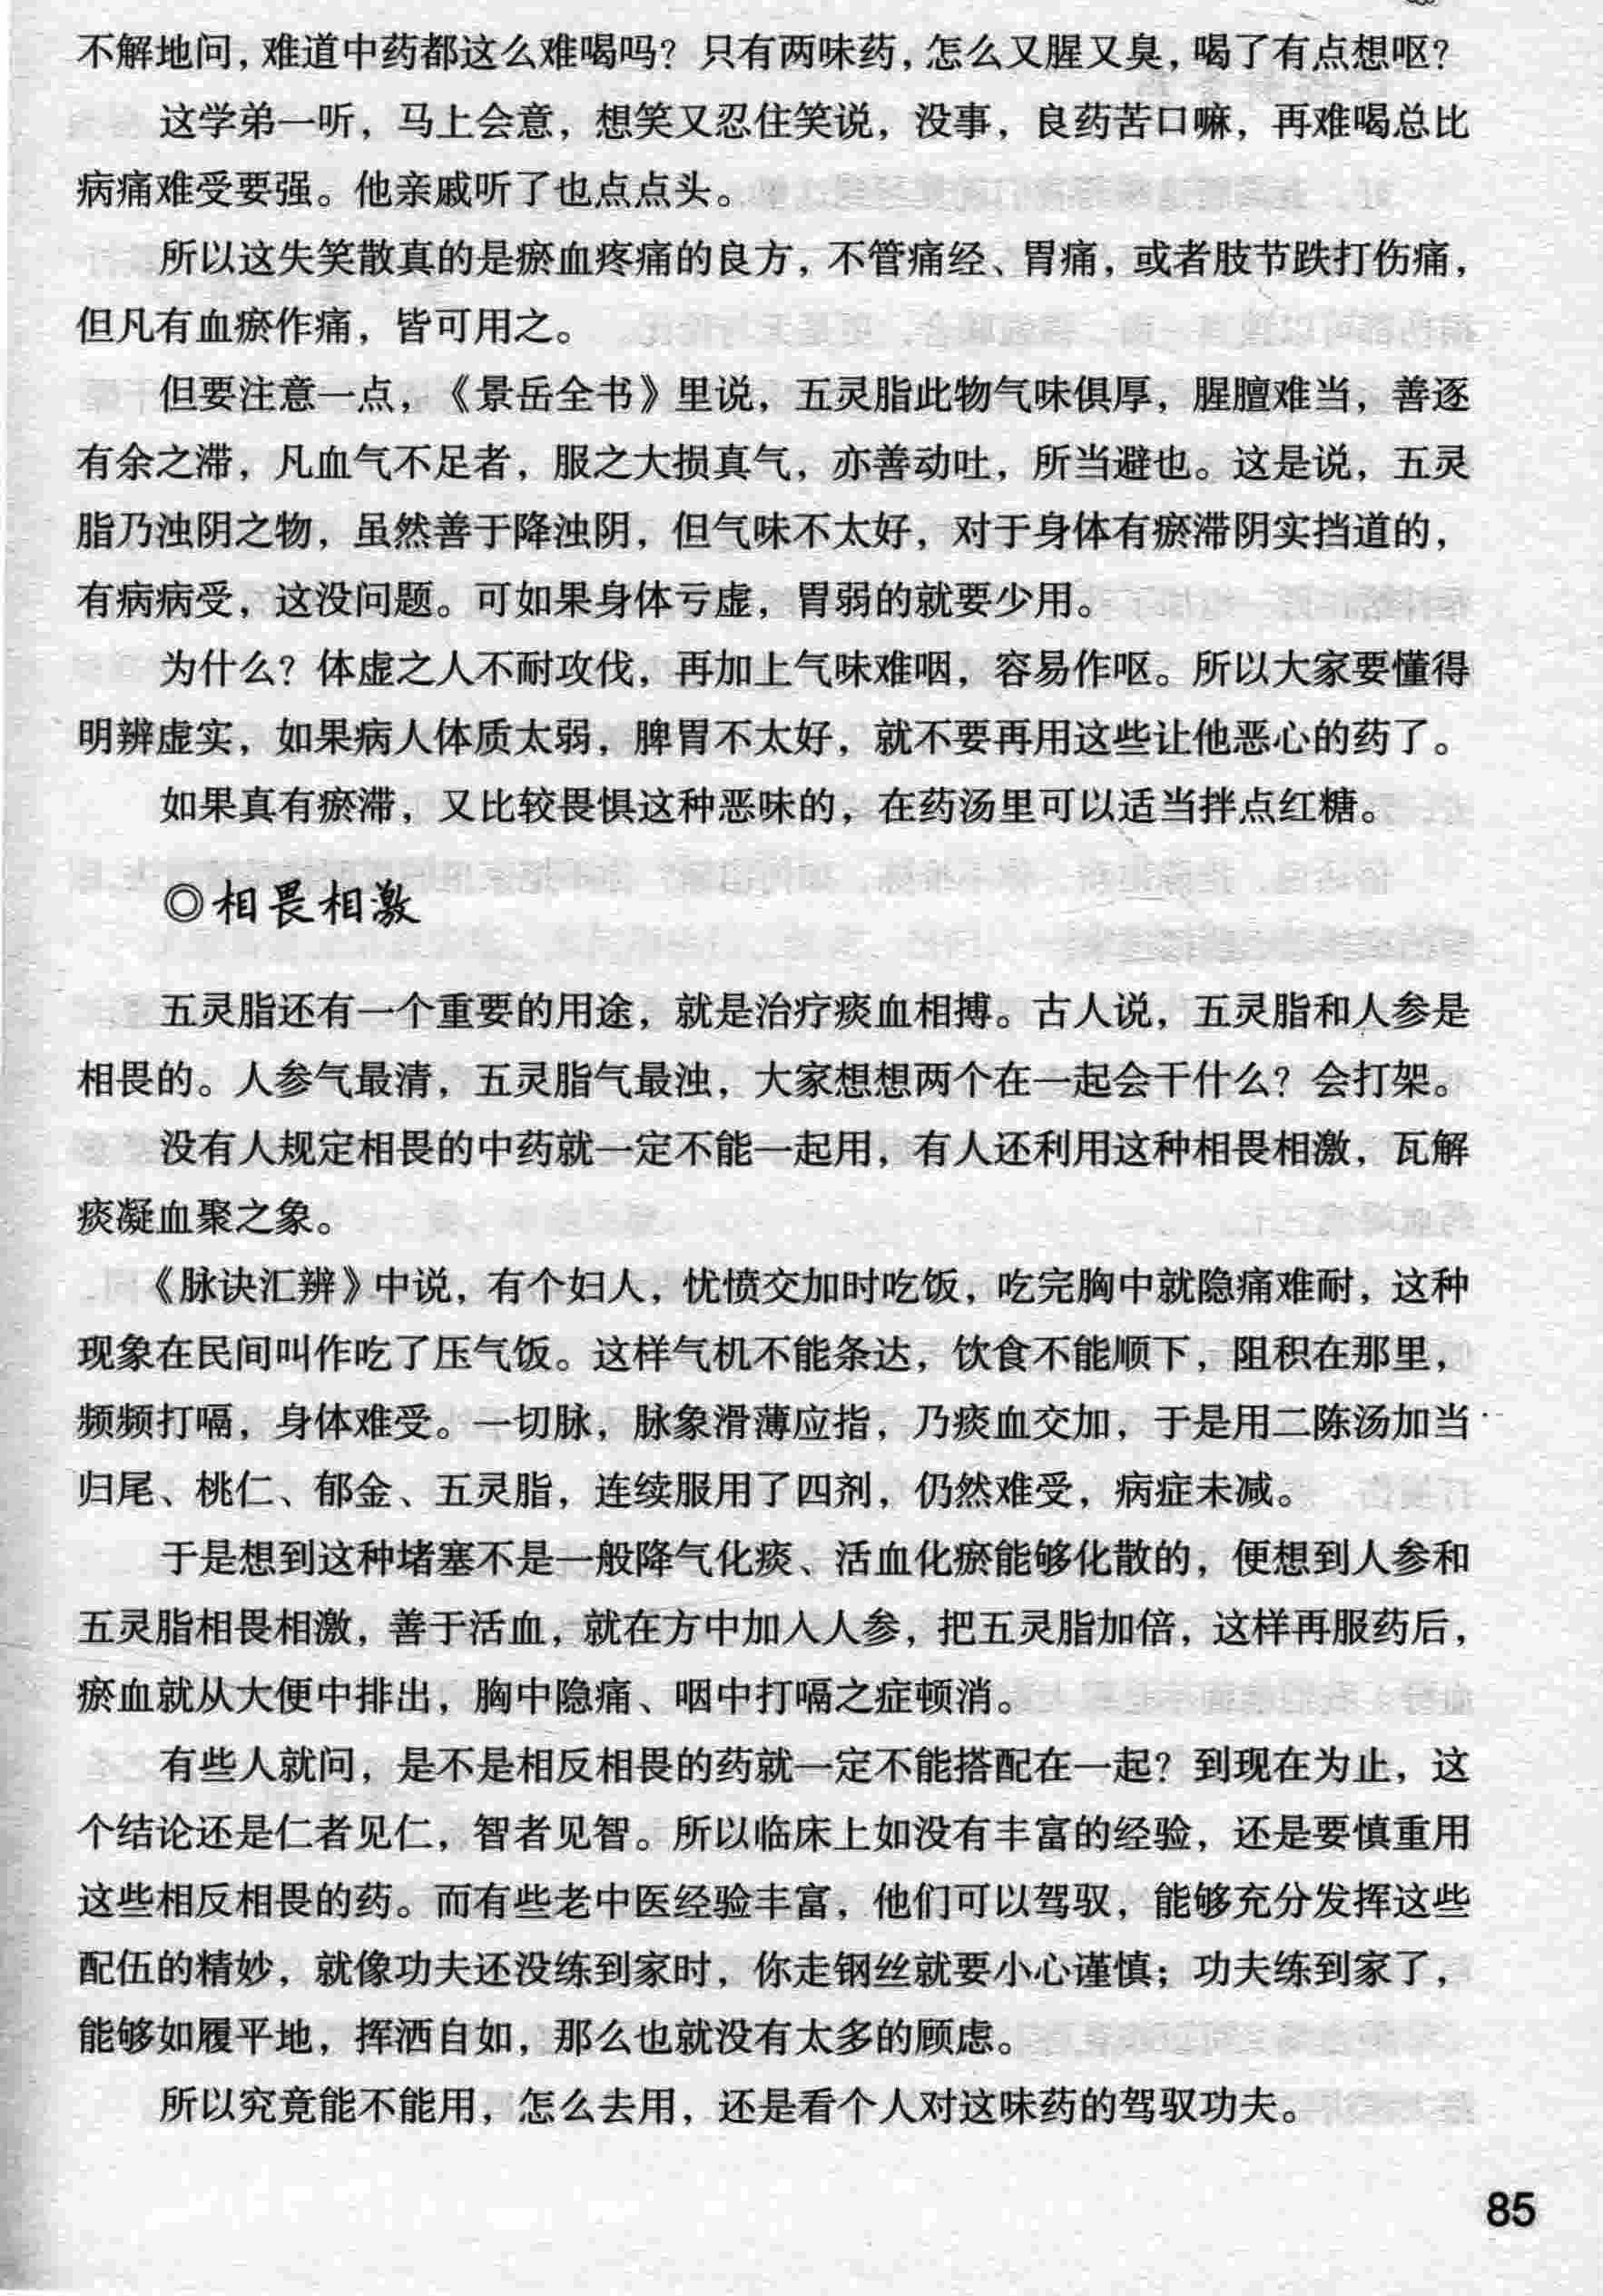 不解地问，难道中药都这么难喝吗？只有两味药，怎么又腥又臭，喝了有点想呕？
这学弟一听，马上会意，想笑又忍住笑说，没事，良药苦口嘛，再难喝总比
病痛难受要强。他亲戚听了也点点头。
所以这失笑散真的是瘀血疼痛的良方，不管痛经、胃痛，或者肢节跌打伤痛，
但凡有血瘀作痛，皆可用之。
但要注意一点，《景岳全书》里说，五灵脂此物气味俱厚，腥膻难当，善逐
有余之滞，凡血气不足者，服之大损真气，亦善动吐，所当避也。这是说，五灵
脂乃浊阴之物，虽然善于降浊阴，但气味不太好，对于身体有瘀滞阴实挡道的，
有病病受，这没问题。可如果身体亏虚，胃弱的就要少用。
为什么？体虚之人不耐攻伐，再加上气味难咽，容易作呕。所以大家要懂得
明辨虚实，如果病人体质太弱，脾胃不太好，就不要再用这些让他恶心的药了。
如果真有瘀滞，又比较畏惧这种恶味的，在药汤里可以适当拌点红糖。
◎相畏相激
五灵脂还有一个重要的用途，就是治疗痰血相搏。古人说，五灵脂和人参是
相畏的。人参气最清，五灵脂气最浊，大家想想两个在一起会干什么？会打架。
没有人规定相畏的中药就一定不能一起用，有人还利用这种相畏相激，瓦解
痰凝血聚之象。
《脉诀汇辨》中说，有个妇人，忧愤交加时吃饭，吃完胸中就隐痛难耐，这种
现象在民间叫作吃了压气饭。这样气机不能条达，饮食不能顺下，阻积在那里，
频频打嗝，身体难受。一切脉，脉象滑薄应指，乃痰血交加，于是用二陈汤加当
归尾、桃仁、郁金、五灵脂，连续服用了四剂，仍然难受，病症未减。
于是想到这种堵塞不是一般降气化痰、活血化瘀能够化散的，便想到人参和
五灵脂相畏相激，善于活血，就在方中加入人参，把五灵脂加倍，这样再服药后，
瘀血就从大便中排出，胸中隐痛、咽中打嗝之症顿消。
有些人就问，是不是相反相畏的药就一定不能搭配在一起？到现在为止，这
个结论还是仁者见仁，智者见智。所以临床上如没有丰富的经验，还是要慎重用
这些相反相畏的药。而有些老中医经验丰富，他们可以驾驭，能够充分发挥这些
配伍的精妙，就像功夫还没练到家时，你走钢丝就要小心谨慎；功夫练到家了，
能够如履平地，挥洒自如，那么也就没有太多的顾虑。
所以究竟能不能用，怎么去用，还是看个人对这味药的驾驭功夫。
85